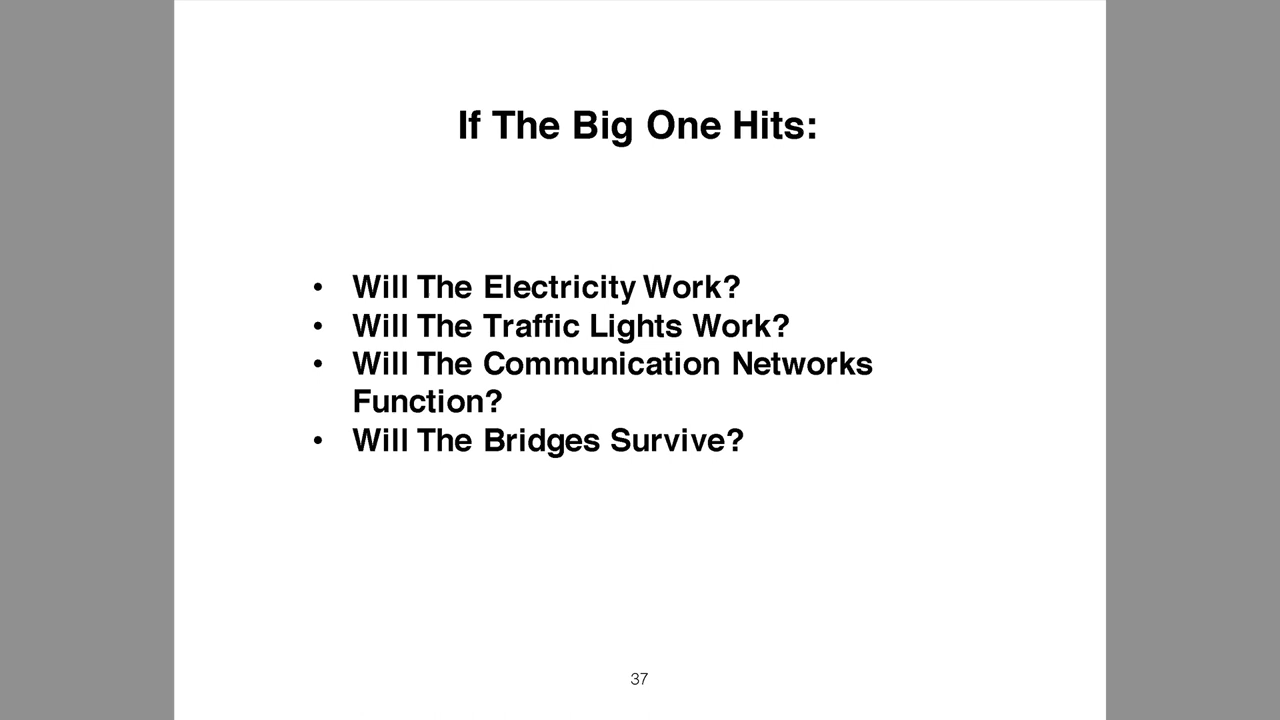 If The Big One Hits:
• Will The Electricity Work?
• Will The Traffic Lights Work?
• Will The Communication Networks
Function?
• Will The Bridges Survive?
37